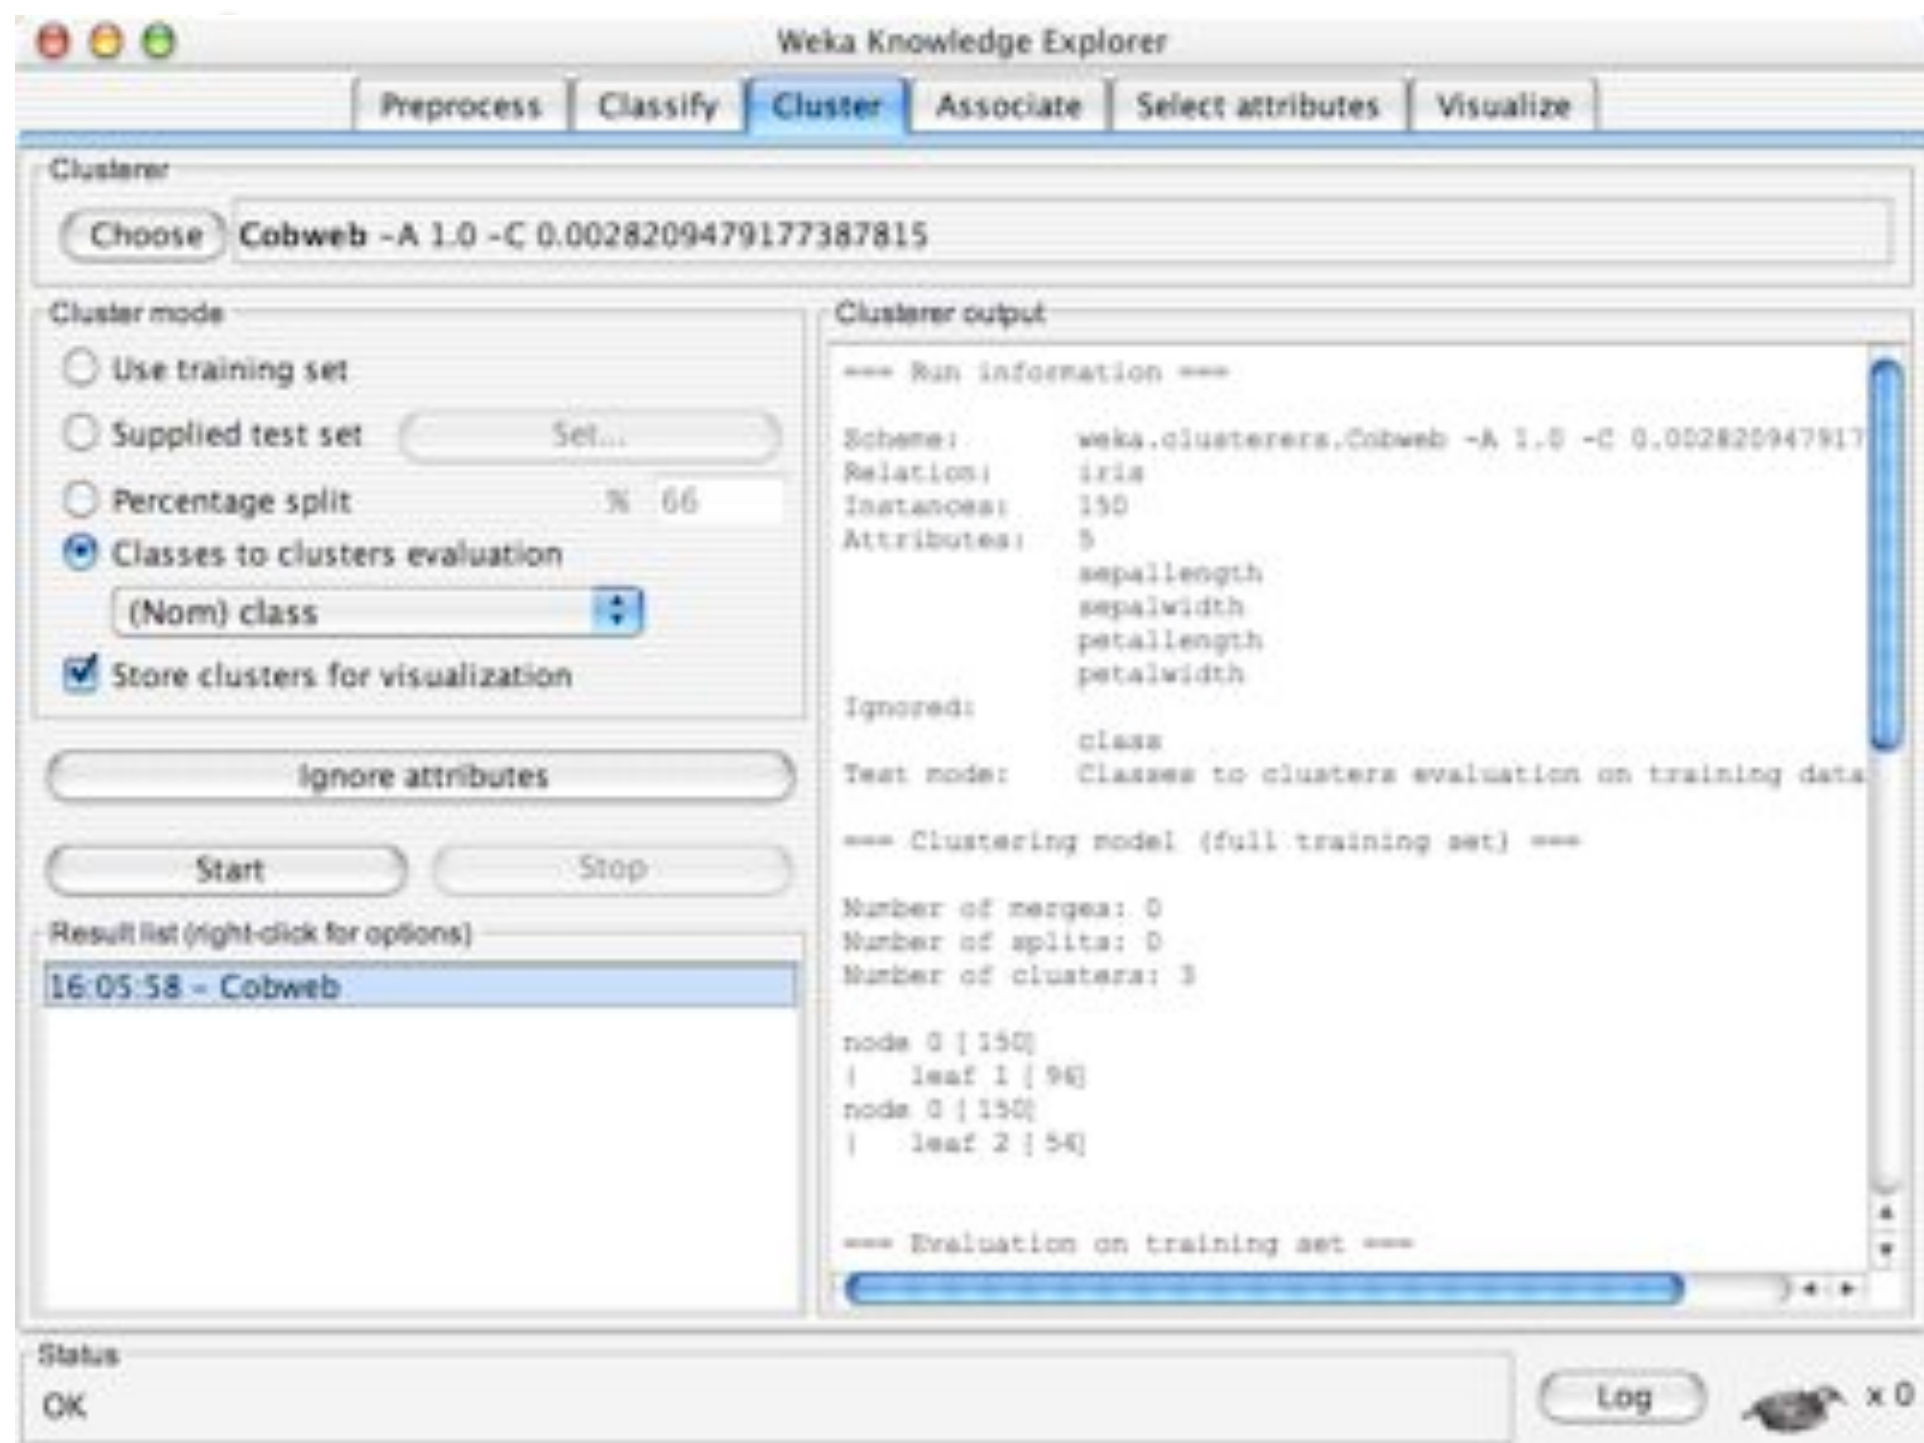 Weka Knowledge Explorer
Preprocess Classify Cluster Associate Select attributes Visualize
Clusterer
Choose Cobweb -A 1.0 -C 0.0028209479177387815
Cluster mode
Use training set
Supplied test set Set...
Percentage split % 66
Classes to clusters evaluation
(Nom) class
Store clusters for visualization
Ignore attributes
Start Stop
Result list (right-click for options)
16:05:58 - Cobweb
Clusterer output
=== Run information ===
Scheme: weka.clusterers.Cobweb -A 1.0 -C 0.002820947917
Relation: iris
Instances: 150
Attributes: 5
sepallength
sepalwidth
petallength
petalwidth
Ignored:
class
Test mode: Classes to clusters evaluation on training data
=== Clustering model (full training set) ===
Number of merges: 0
Number of splits: 0
Number of clusters: 3
node 0 [150]
| leaf 1 [96]
node 0 [150]
| leaf 2 [54]
=== Evaluation on training set ===
Status
OK
Log x 0